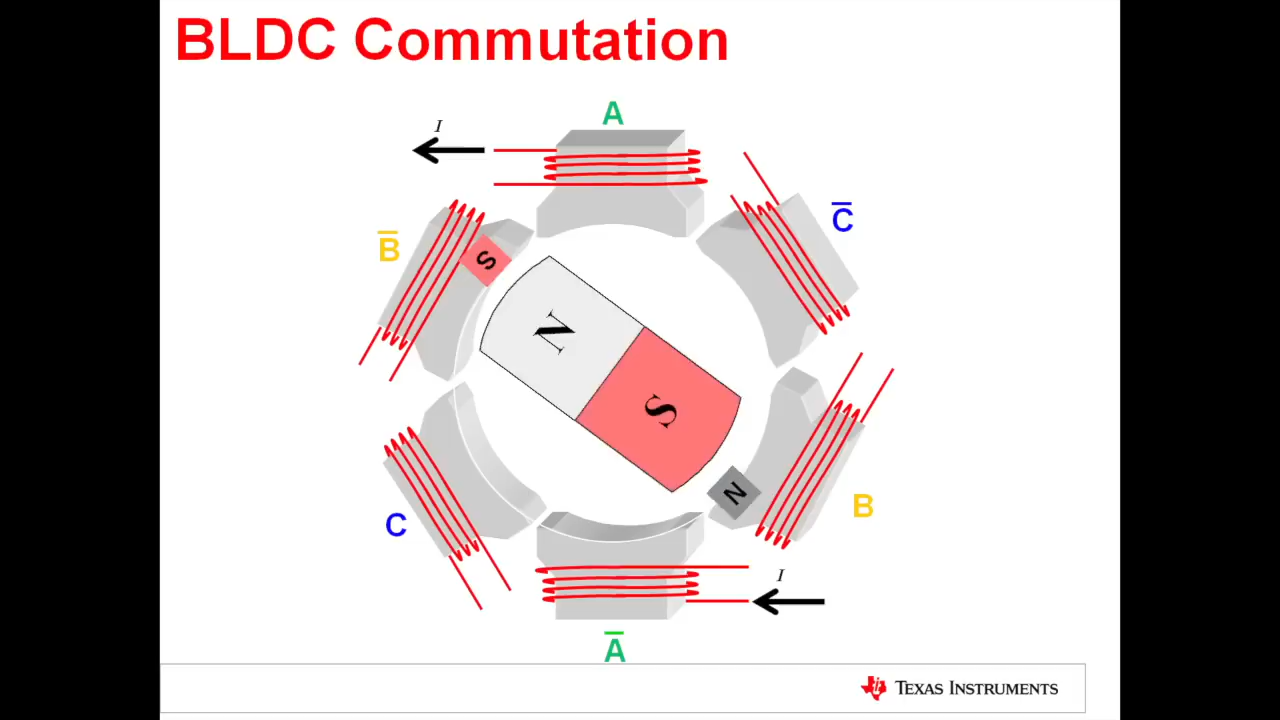 BLDC Commutation
A
I
C̅
B̅
S
N
S
N
B
C
I
A̅
TEXAS INSTRUMENTS